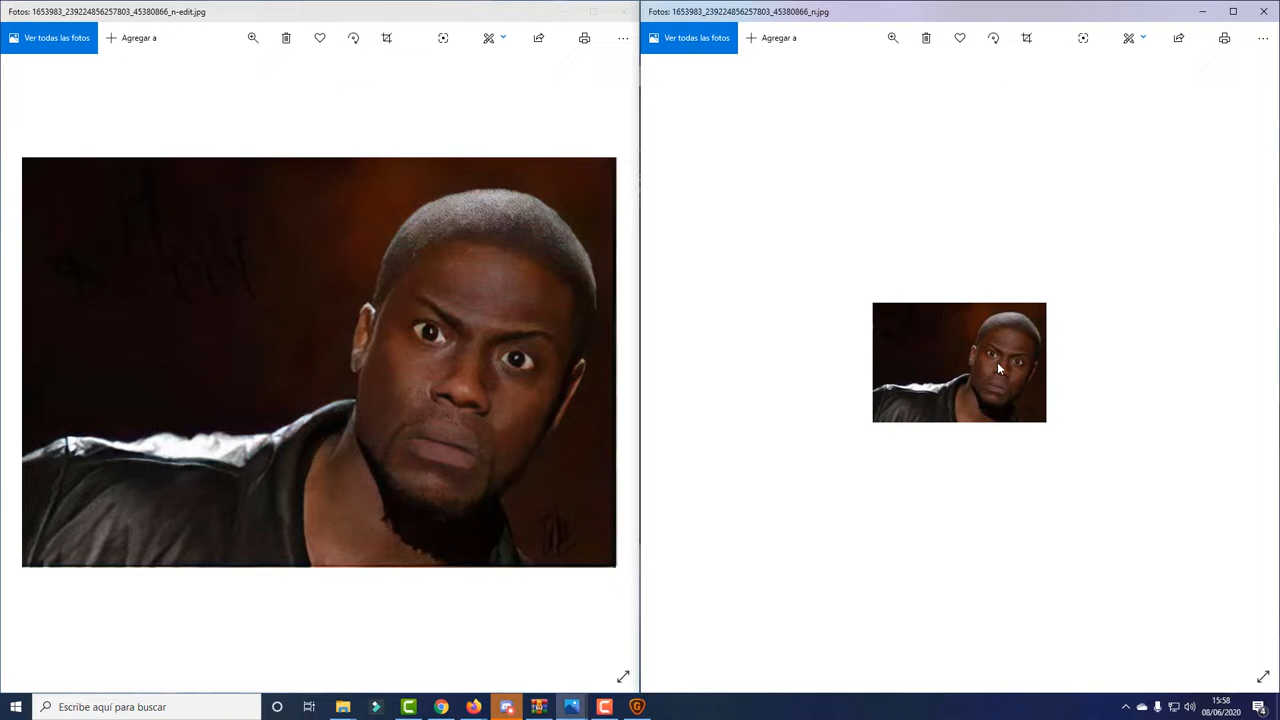 Fotos: 1653983_239224856257803_45380866_n-edit.jpg
Ver todas las fotos
Agregar a
Fotos: 1653983_239224856257803_45380866_n.jpg
Ver todas las fotos
Agregar a
Escribe aquí para buscar
15:58
08/06/2020
4